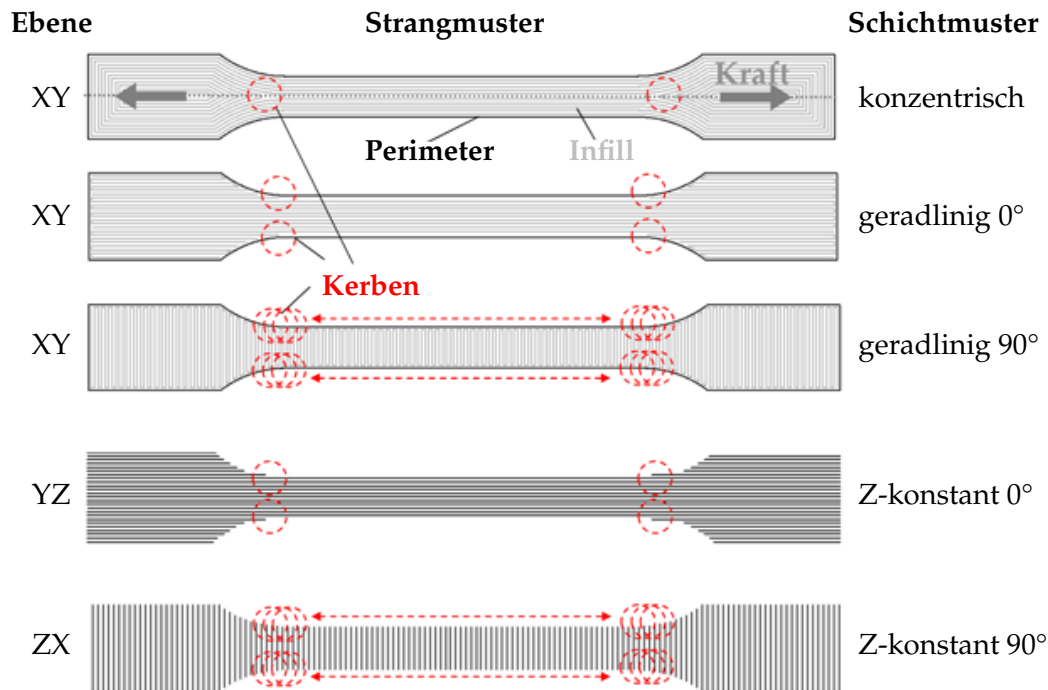 Ebene Strangmuster Schichtmuster
XY Kraft konzentrisch
Perimeter Infill
XY geradlinig 0°
Kerben
XY geradlinig 90°
YZ Z-konstant 0°
ZX Z-konstant 90°